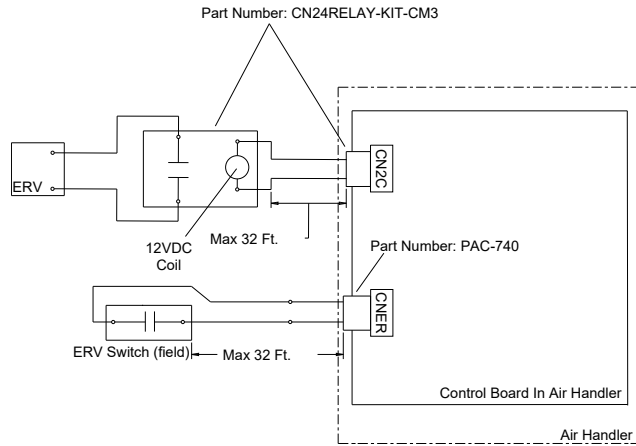 Part Number: CN24RELAY-KIT-CM3
CN2C
ERV
12VDC
Coil
Max 32 Ft.
Part Number: PAC-740
CNER
ERV Switch (field)
Max 32 Ft.
Control Board In Air Handler
Air Handler